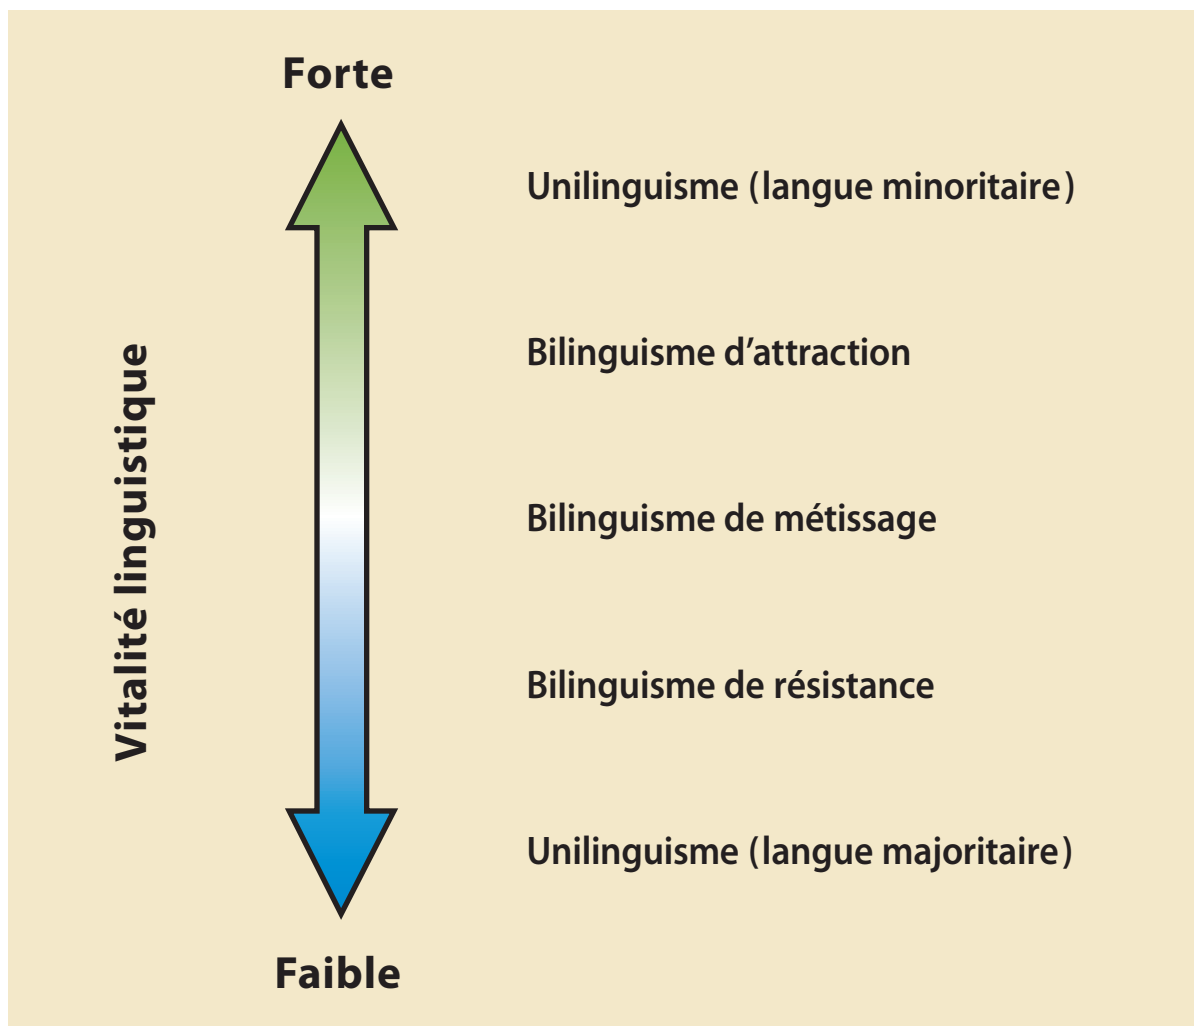 Forte
Unilinguisme (langue minoritaire)
Bilinguisme d’attraction
Vitalité linguistique
Bilinguisme de métissage
Bilinguisme de résistance
Unilinguisme (langue majoritaire)
Faible